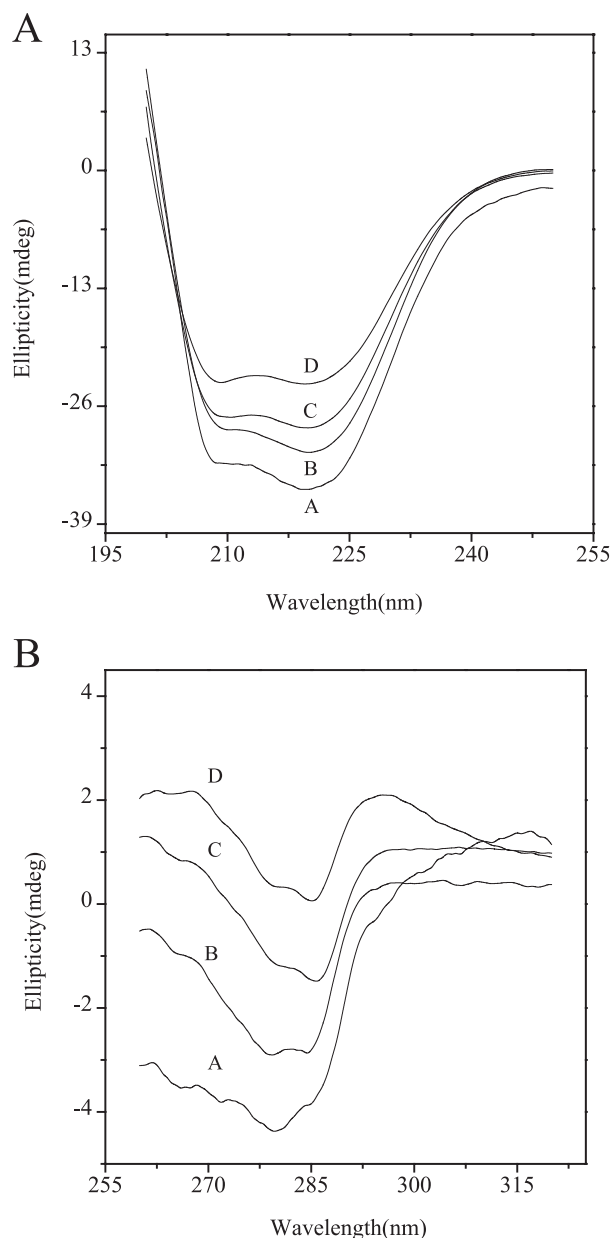 A
13
0
-13
-26
-39
Ellipticity(mdeg)
D
C
B
A
195
210
225
240
255
Wavelength(nm)
B
4
2
0
-2
-4
Ellipticity(mdeg)
D
C
B
A
255
270
285
300
315
Wavelength(nm)